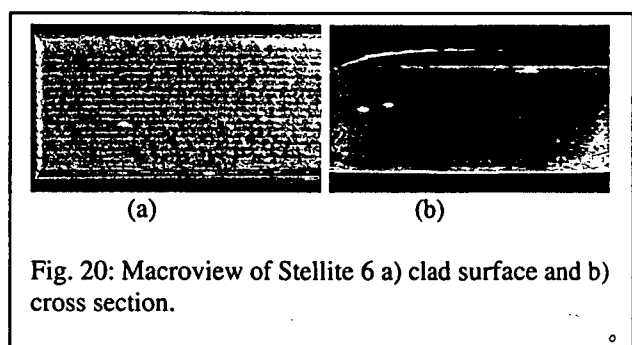 (a) (b)
Fig. 20: Macroview of Stellite 6 a) clad surface and b)
cross section.